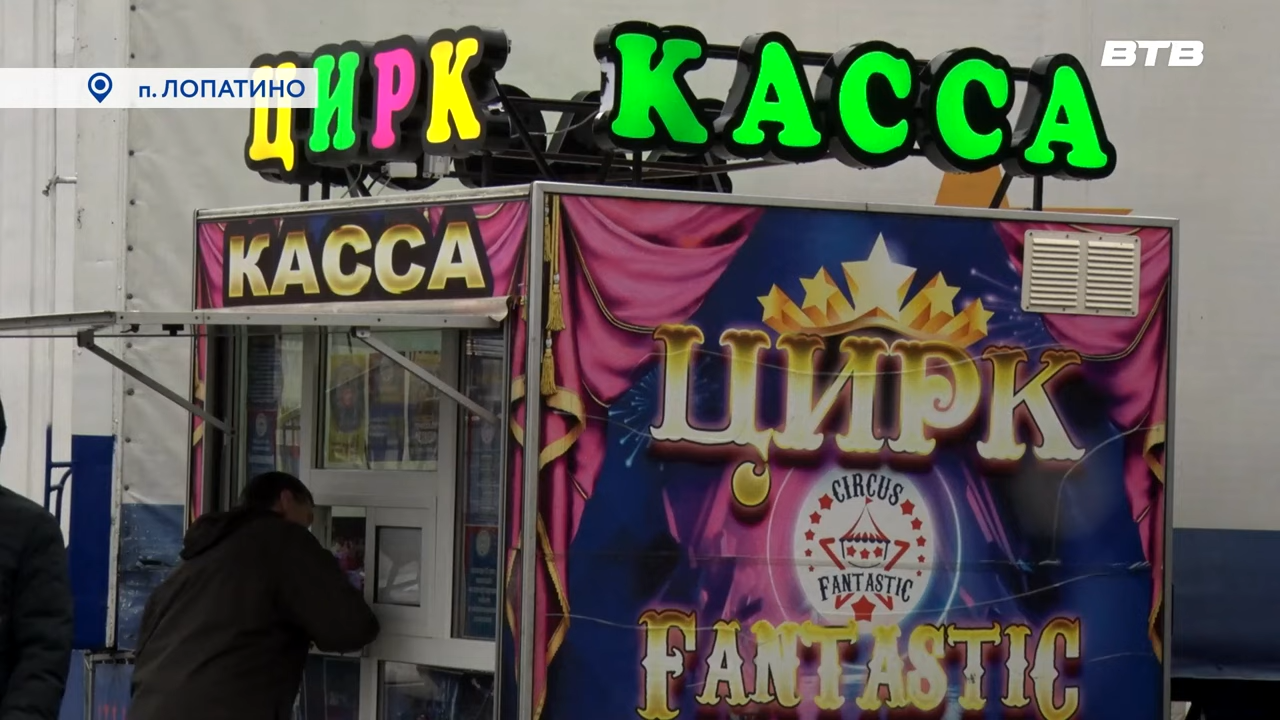 ЦИРК КАССА
п. ЛОПАТИНО
ВТВ
КАССА
ЦИРК
CIRCUS
FANTASTIC
FANTASTIC